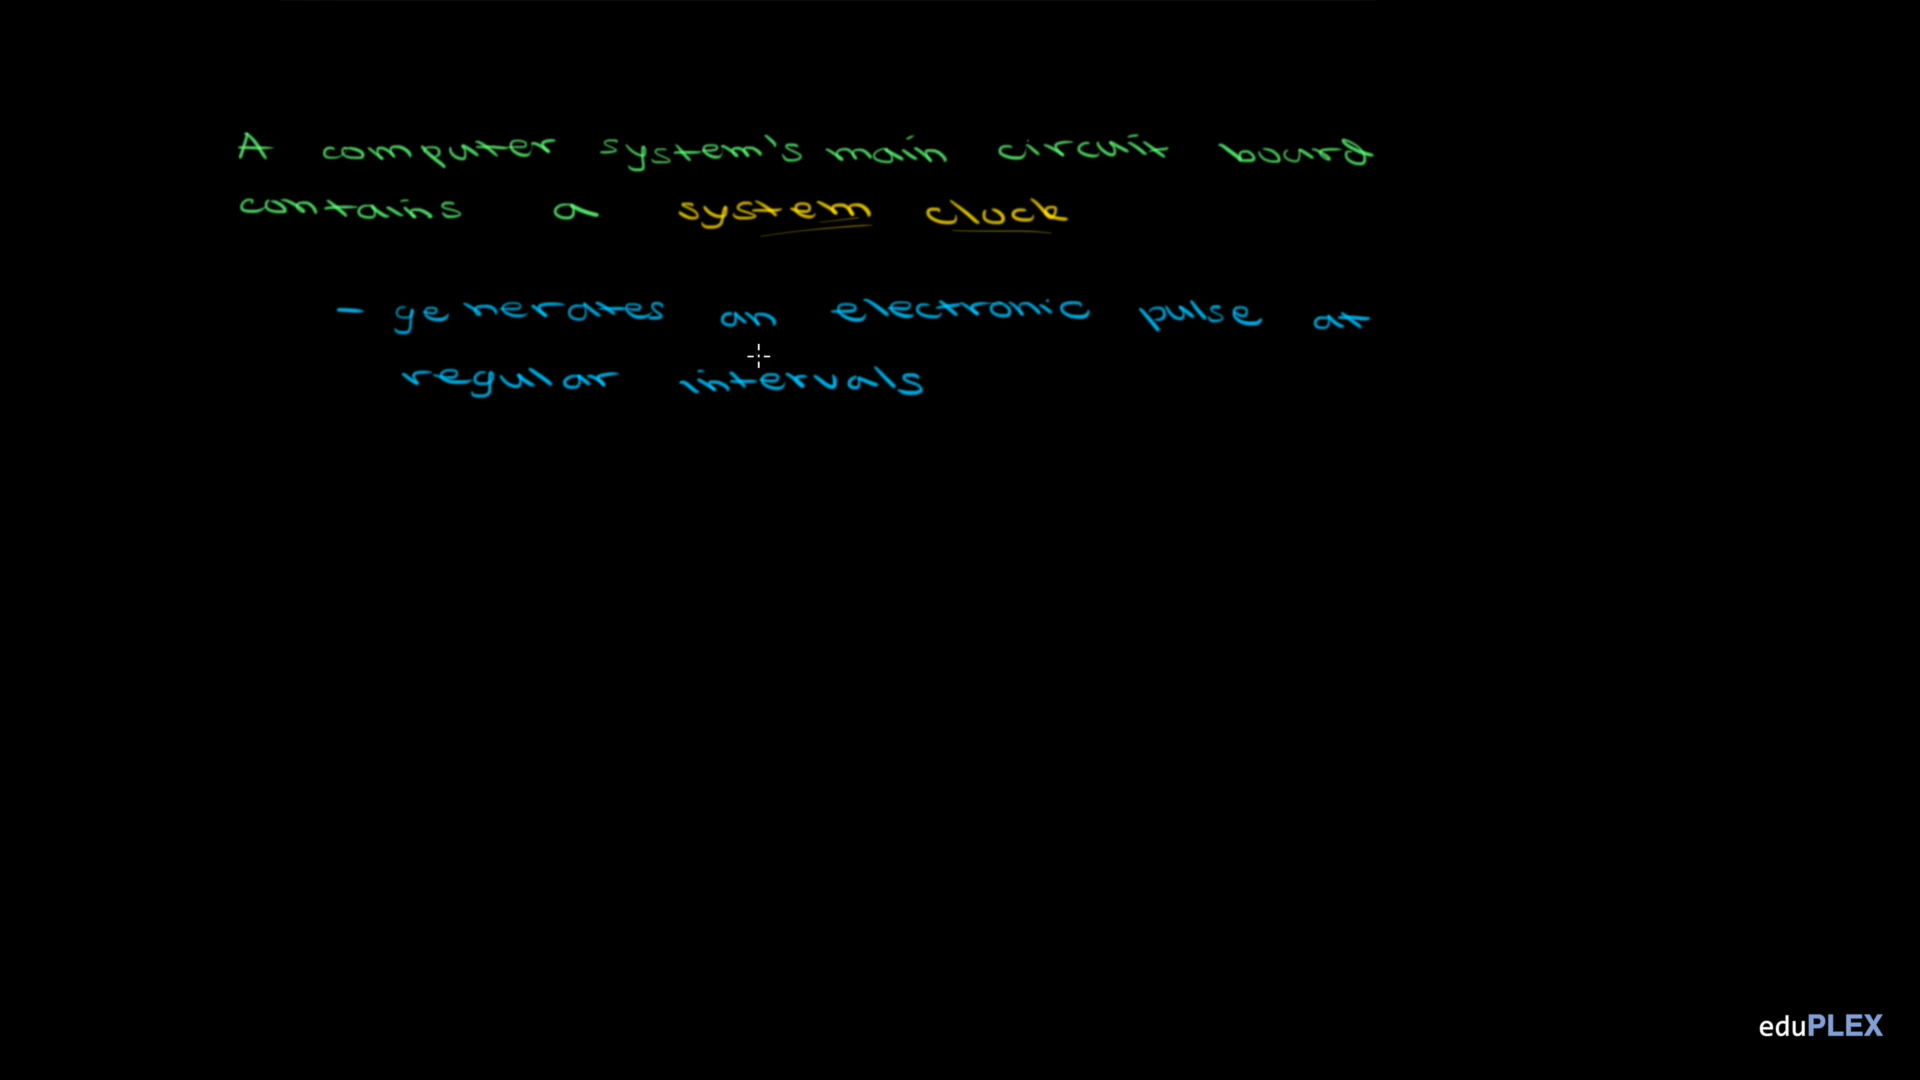 A computer system's main circuit board
contains a system clock
- generates an electronic pulse at
regular intervals
eduPLEX